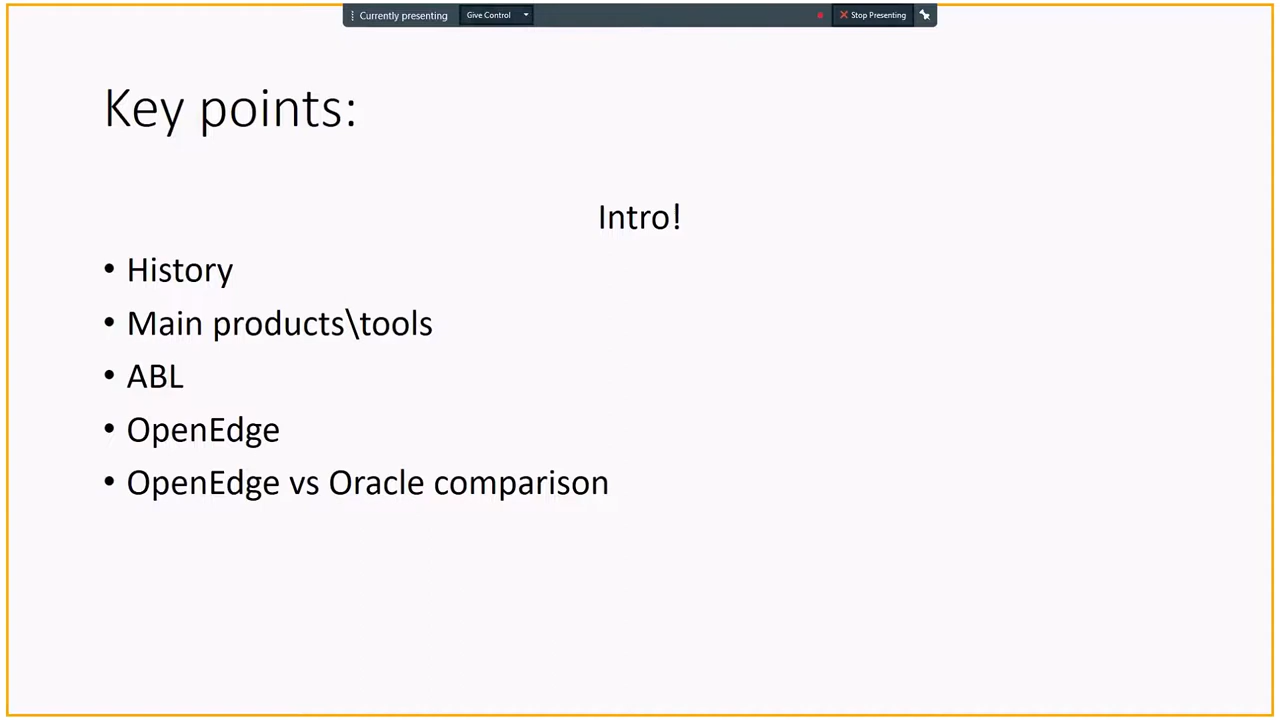 Currently presenting Give Control Stop Presenting
Key points:
Intro!
• History
• Main products\tools
• ABL
• OpenEdge
• OpenEdge vs Oracle comparison